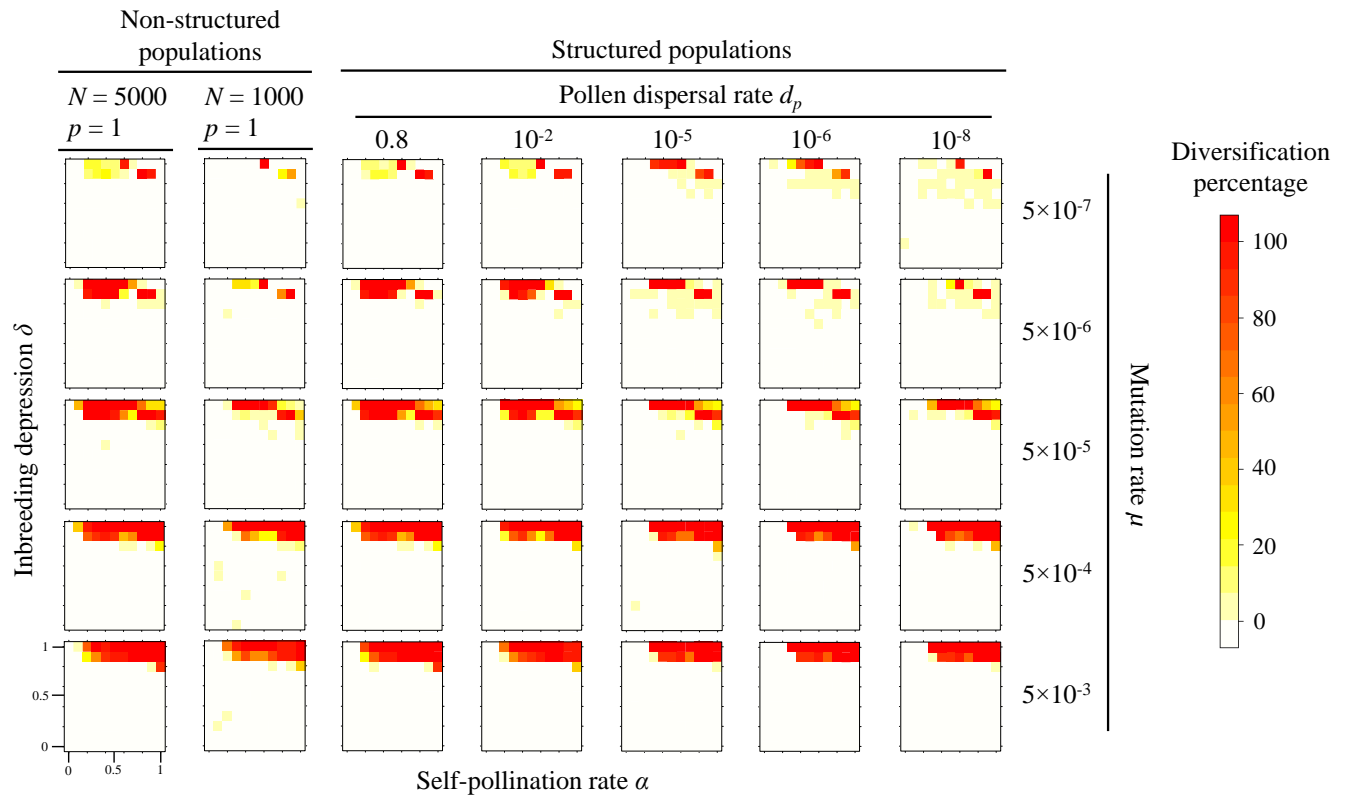 Non-structured
populations
Structured populations
N = 5000
p = 1
N = 1000
p = 1
Pollen dispersal rate dₚ
0.8
10⁻²
10⁻⁵
10⁻⁶
10⁻⁸
Diversification
percentage
100
80
60
40
20
0
5×10⁻⁷
5×10⁻⁶
5×10⁻⁵
5×10⁻⁴
5×10⁻³
Mutation rate μ
Inbreeding depression δ
1
0.5
0
0
0.5
1
Self-pollination rate α